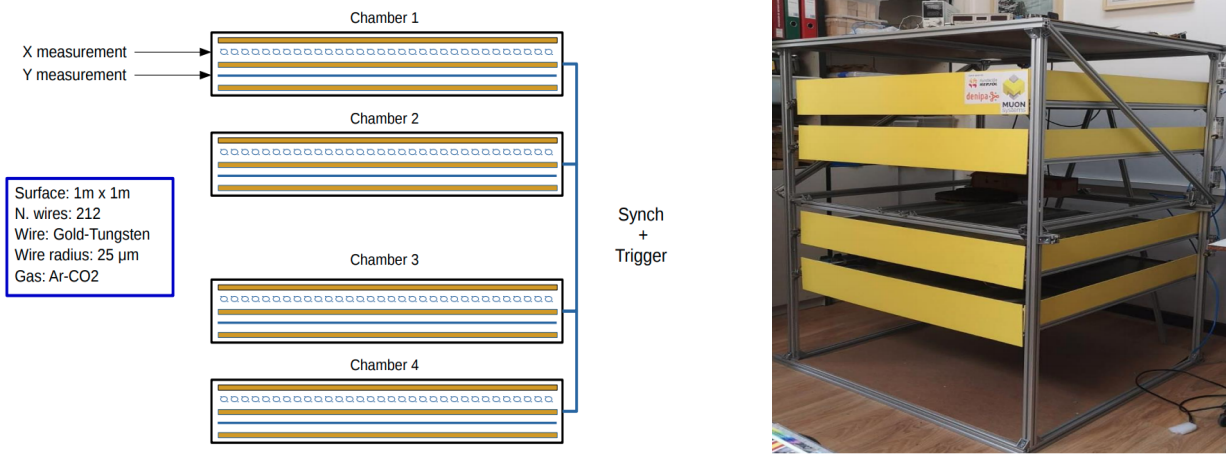 Chamber 1
X measurement
Y measurement
Chamber 2
Surface: 1m x 1m
N. wires: 212
Wire: Gold-Tungsten
Wire radius: 25 μm
Gas: Ar-CO2
Synch
+
Trigger
Chamber 3
Chamber 4
denipa
MUON